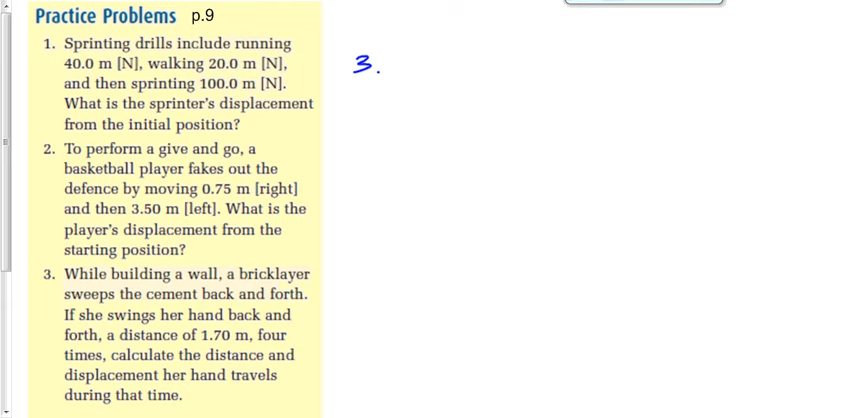 Practice Problems p.9
1. Sprinting drills include running
40.0 m [N], walking 20.0 m [N],
and then sprinting 100.0 m [N].
What is the sprinter's displacement
from the initial position?
2. To perform a give and go, a
basketball player fakes out the
defence by moving 0.75 m [right]
and then 3.50 m [left]. What is the
player's displacement from the
starting position?
3. While building a wall, a bricklayer
sweeps the cement back and forth.
If she swings her hand back and
forth, a distance of 1.70 m, four
times, calculate the distance and
displacement her hand travels
during that time.
3.